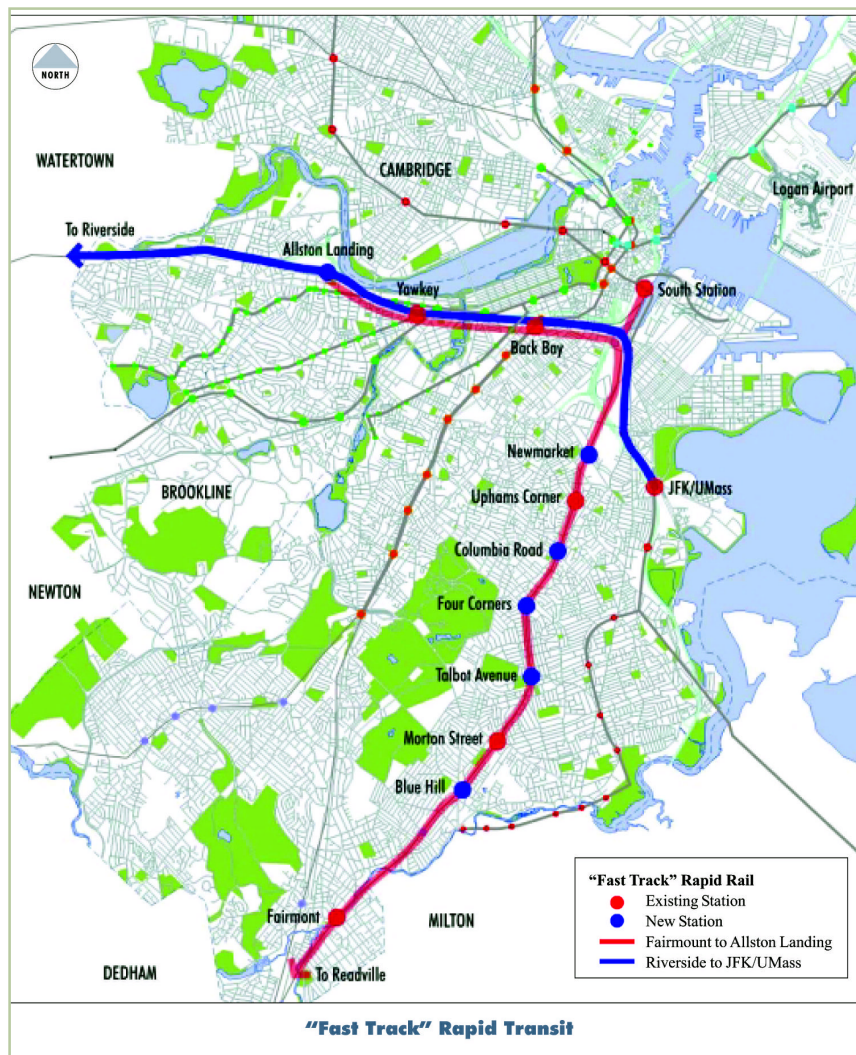 NORTH
WATERTOWN
CAMBRIDGE
Logan Airport
To Riverside
Allston Landing
Yawkey
South Station
Back Bay
Newmarket
JFK/UMass
BROOKLINE
Uphams Corner
Columbia Road
NEWTON
Four Corners
Talbot Avenue
Morton Street
Blue Hill
Fairmont
MILTON
DEDHAM
To Readville
“Fast Track” Rapid Rail
Existing Station
New Station
Fairmount to Allston Landing
Riverside to JFK/UMass
“Fast Track” Rapid Transit